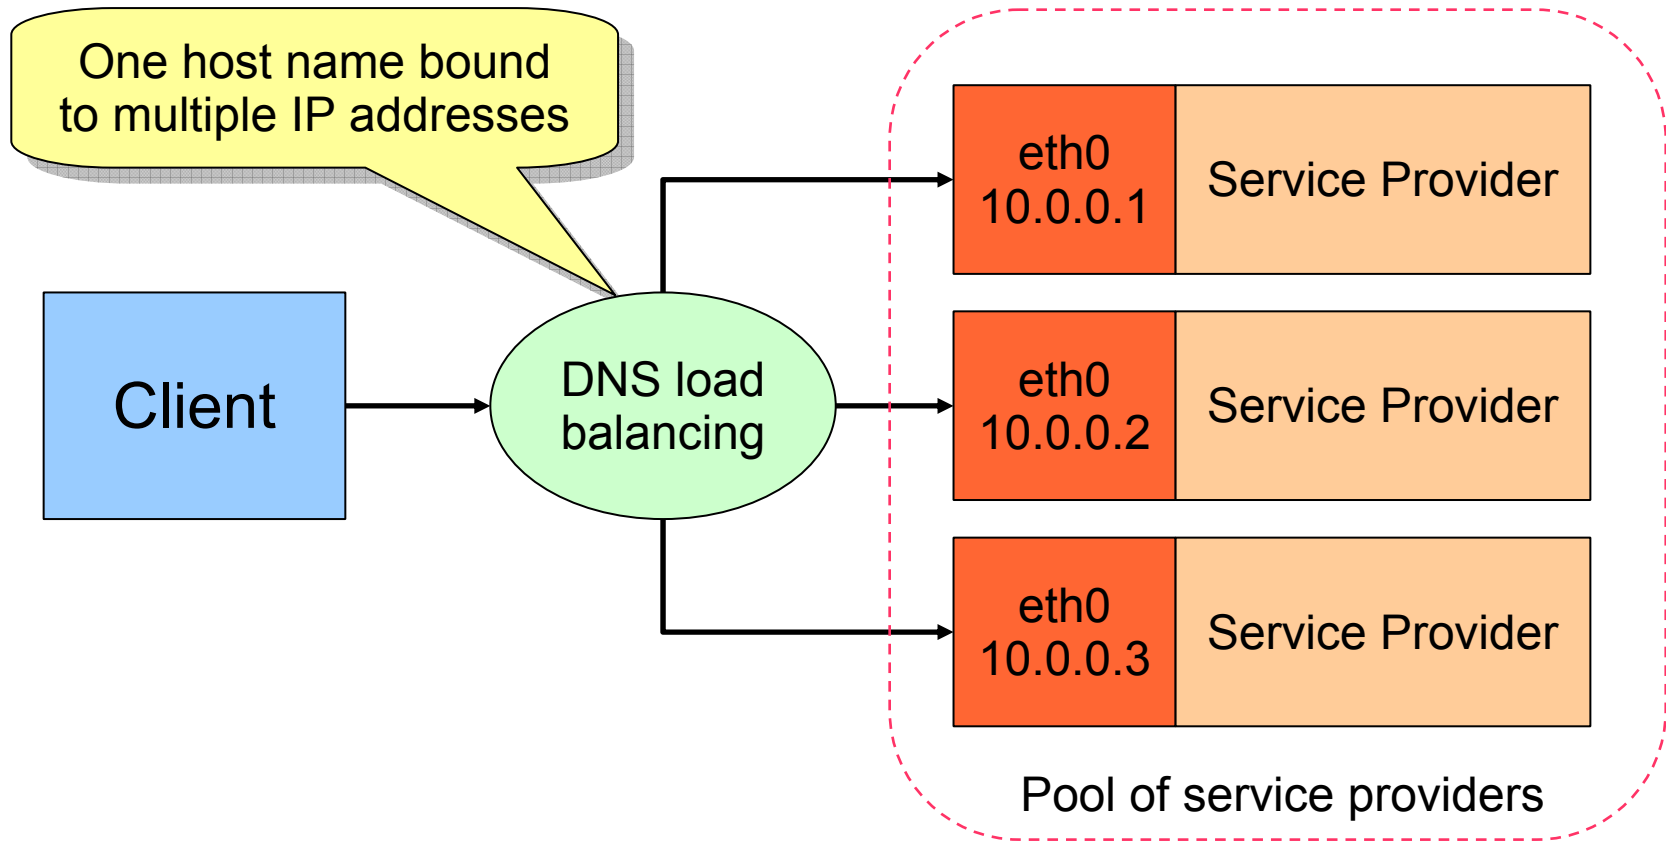 One host name bound
to multiple IP addresses
Client
DNS load
balancing
eth0
10.0.0.1
Service Provider
eth0
10.0.0.2
Service Provider
eth0
10.0.0.3
Service Provider
Pool of service providers